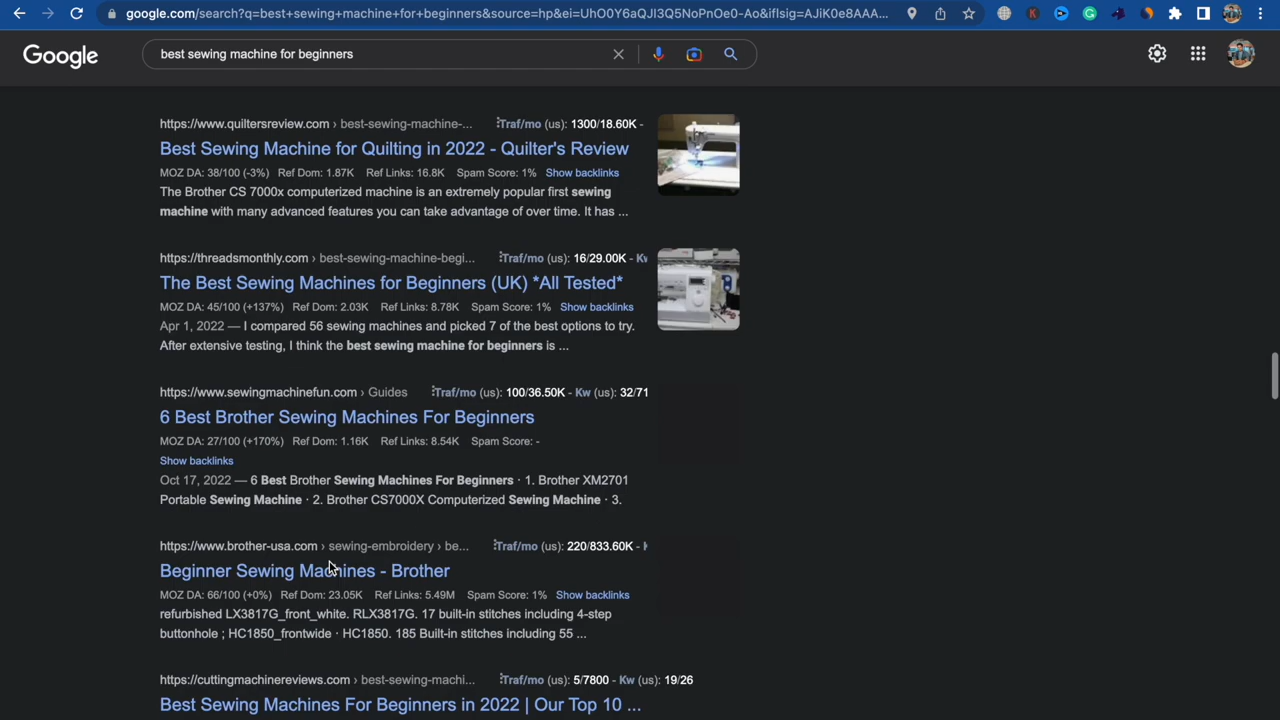 google.com/search?q=best+sewing+machine+for+beginners&source=hp&ei=UhO0Y6aQJI3Q5NoPnOe0-Ao&iflsig=AJiK0e8AAA...
Google
best sewing machine for beginners
https://www.quiltersreview.com › best-sewing-machine-... Traf/mo (us): 1300/18.60K -
Best Sewing Machine for Quilting in 2022 - Quilter's Review
MOZ DA: 38/100 (-3%) Ref Dom: 1.87K Ref Links: 16.8K Spam Score: 1% Show backlinks
The Brother CS 7000x computerized machine is an extremely popular first sewing
machine with many advanced features you can take advantage of over time. It has ...
https://threadsmonthly.com › best-sewing-machine-begi... Traf/mo (us): 16/29.00K - Kw
The Best Sewing Machines for Beginners (UK) *All Tested*
MOZ DA: 45/100 (+137%) Ref Dom: 2.03K Ref Links: 8.78K Spam Score: 1% Show backlinks
Apr 1, 2022 — I compared 56 sewing machines and picked 7 of the best options to try.
After extensive testing, I think the best sewing machine for beginners is ...
https://www.sewingmachinefun.com › Guides Traf/mo (us): 100/36.50K - Kw (us): 32/71
6 Best Brother Sewing Machines For Beginners
MOZ DA: 27/100 (+170%) Ref Dom: 1.16K Ref Links: 8.54K Spam Score: -
Show backlinks
Oct 17, 2022 — 6 Best Brother Sewing Machines For Beginners · 1. Brother XM2701
Portable Sewing Machine · 2. Brother CS7000X Computerized Sewing Machine · 3.
https://www.brother-usa.com › sewing-embroidery › be... Traf/mo (us): 220/833.60K -
Beginner Sewing Machines - Brother
MOZ DA: 66/100 (+0%) Ref Dom: 23.05K Ref Links: 5.49M Spam Score: 1% Show backlinks
refurbished LX3817G_front_white. RLX3817G. 17 built-in stitches including 4-step
buttonhole ; HC1850_frontwide · HC1850. 185 Built-in stitches including 55 ...
https://cuttingmachinereviews.com › best-sewing-machi... Traf/mo (us): 5/7800 - Kw (us): 19/26
Best Sewing Machines For Beginners in 2022 | Our Top 10 ...